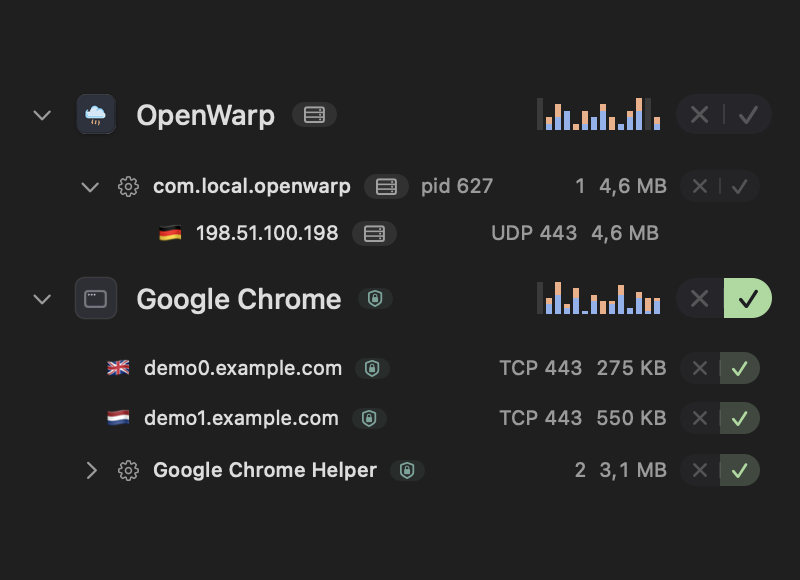 OpenWarp
com.local.openwarp pid 627 1 4,6 MB
198.51.100.198 UDP 443 4,6 MB
Google Chrome
demo0.example.com TCP 443 275 KB
demo1.example.com TCP 443 550 KB
Google Chrome Helper 2 3,1 MB